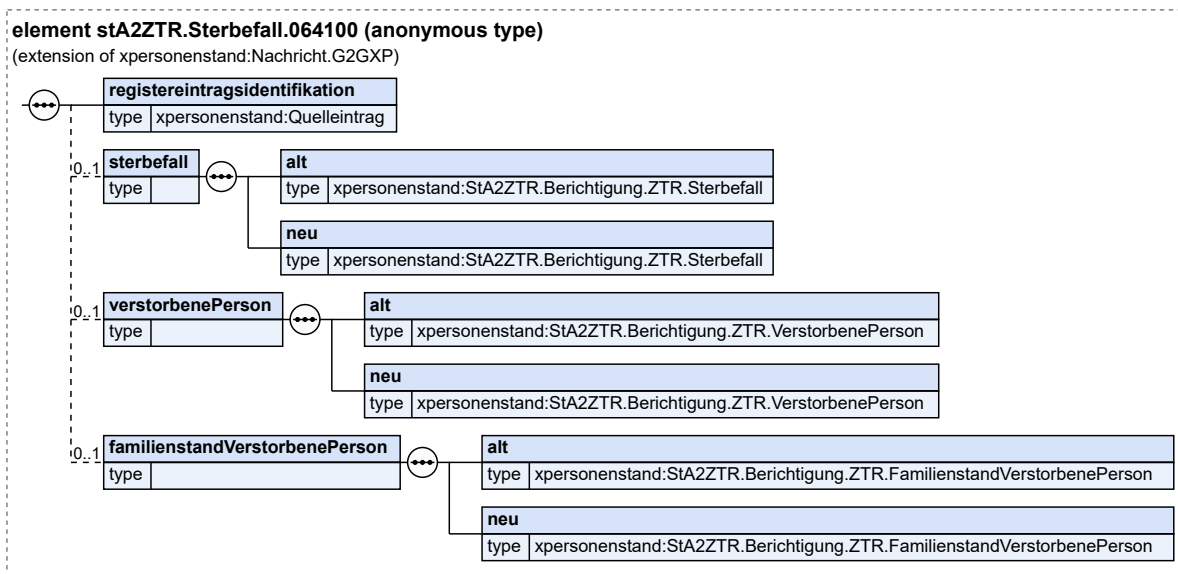 element stA2ZTR.Sterbefall.064100 (anonymous type)
(extension of xpersonenstand:Nachricht.G2GXP)
registereintragsidentifikation
type xpersonenstand:Quelleintrag
0..1 sterbefall
type
alt
type xpersonenstand:StA2ZTR.Berichtigung.ZTR.Sterbefall
neu
type xpersonenstand:StA2ZTR.Berichtigung.ZTR.Sterbefall
0..1 verstorbenePerson
type
alt
type xpersonenstand:StA2ZTR.Berichtigung.ZTR.VerstorbenePerson
neu
type xpersonenstand:StA2ZTR.Berichtigung.ZTR.VerstorbenePerson
0..1 familienstandVerstorbenePerson
type
alt
type xpersonenstand:StA2ZTR.Berichtigung.ZTR.FamilienstandVerstorbenePerson
neu
type xpersonenstand:StA2ZTR.Berichtigung.ZTR.FamilienstandVerstorbenePerson